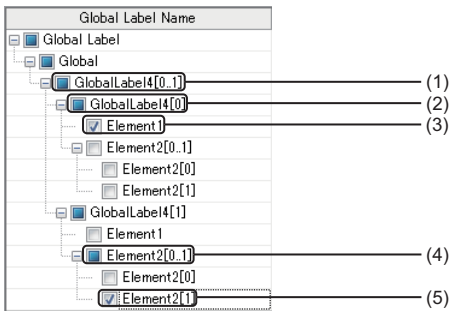 Global Label Name
Global Label
Global
GlobalLabel4[0..1] (1)
GlobalLabel4[0] (2)
Element1 (3)
Element2[0..1]
Element2[0]
Element2[1]
GlobalLabel4[1]
Element1
Element2[0..1] (4)
Element2[0]
Element2[1] (5)